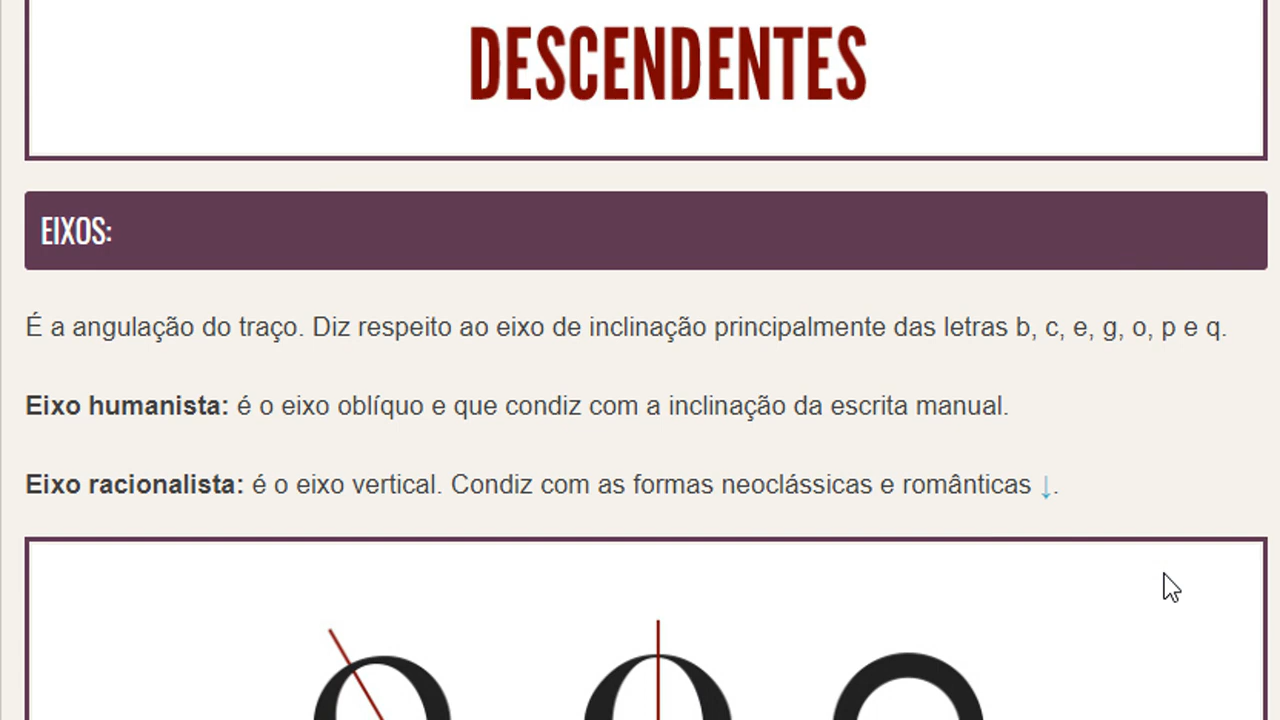 DESCENDENTES
EIXOS:
É a angulação do traço. Diz respeito ao eixo de inclinação principalmente das letras b, c, e, g, o, p e q.
Eixo humanista: é o eixo oblíquo e que condiz com a inclinação da escrita manual.
Eixo racionalista: é o eixo vertical. Condiz com as formas neoclássicas e românticas ↓.